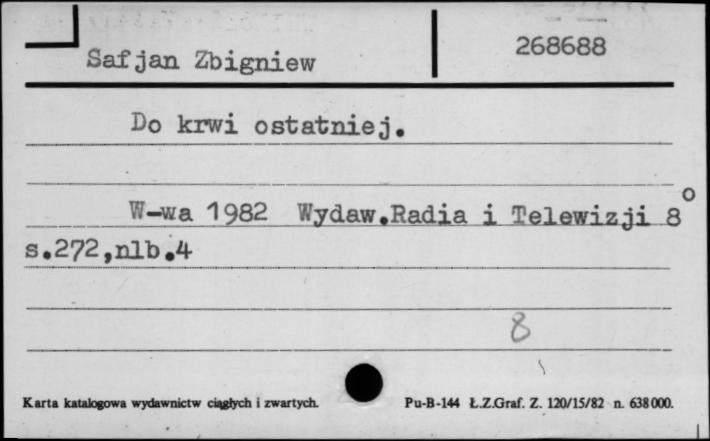 Safjan Zbigniew 268688
Do krwi ostatniej.
W-wa 1982 Wydaw.Radia i Telewizji 8°
s.272,nlb.4
8
Karta katalogowa wydawnictw ciągłych i zwartych. Pu-B-144 Ł.Z.Graf. Z. 120/15/82 n. 638000.